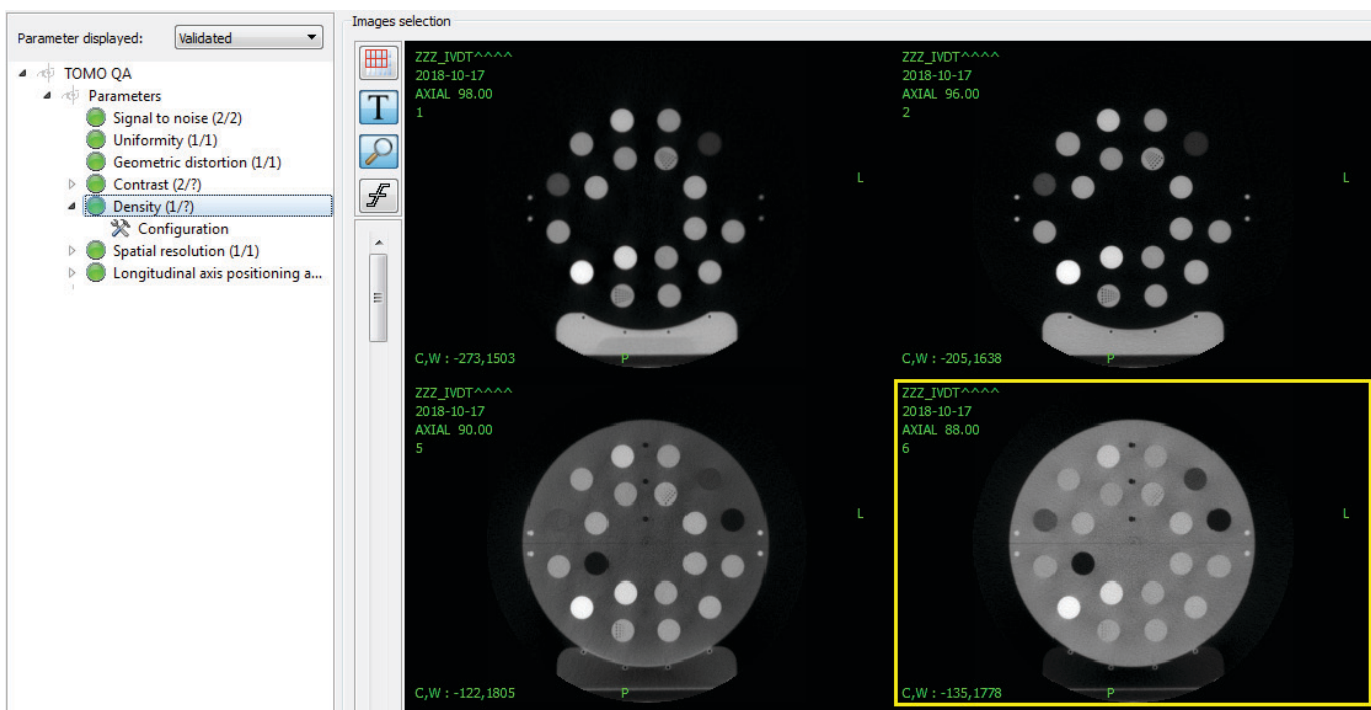 Images selection
Parameter displayed:
Validated
TOMO QA
Parameters
Signal to noise (2/2)
Uniformity (1/1)
Geometric distortion (1/1)
Contrast (2/?)
Density (1/?)
Configuration
Spatial resolution (1/1)
Longitudinal axis positioning a...
T
ZZZ_IVDT^^^^
2018-10-17
AXIAL 98.00
1
L
C,W : -273,1503
P
ZZZ_IVDT^^^^
2018-10-17
AXIAL 96.00
2
L
C,W : -205,1638
P
ZZZ_IVDT^^^^
2018-10-17
AXIAL 90.00
5
L
C,W : -122,1805
P
ZZZ_IVDT^^^^
2018-10-17
AXIAL 88.00
6
L
C,W : -135,1778
P